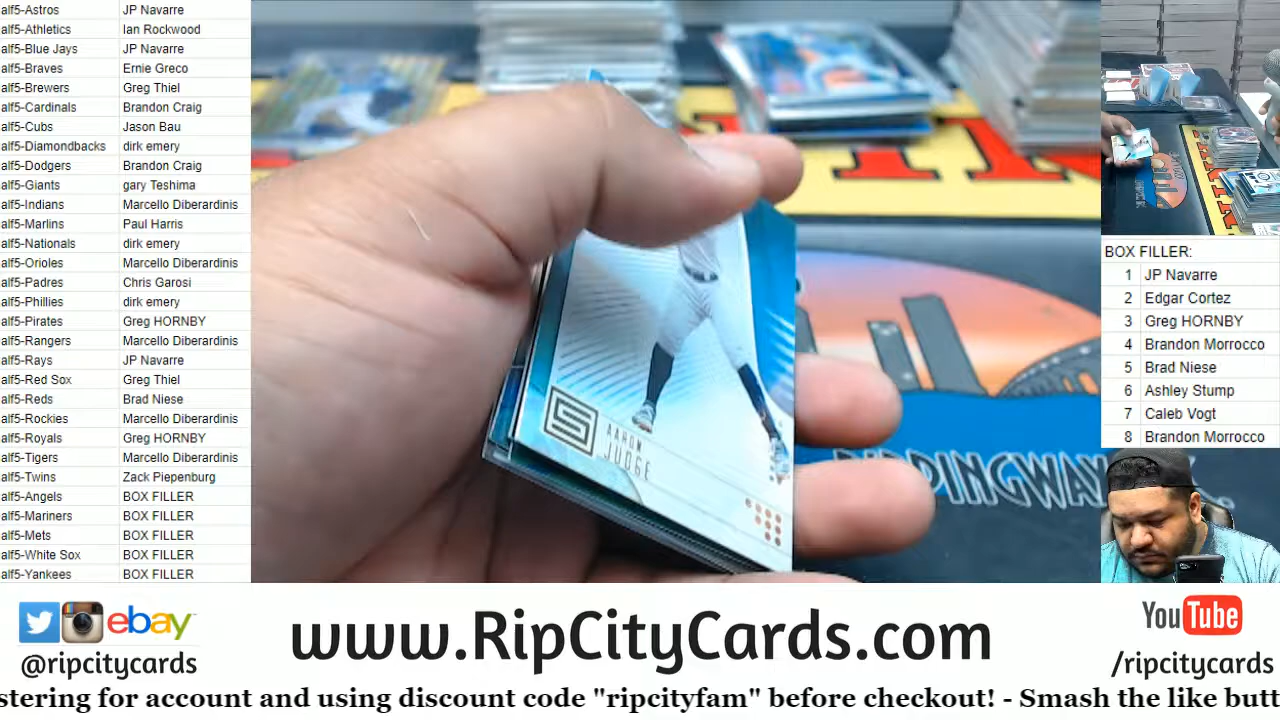 alf5-Astros JP Navarre
alf5-Athletics Ian Rockwood
alf5-Blue Jays JP Navarre
alf5-Braves Ernie Greco
alf5-Brewers Greg Thiel
alf5-Cardinals Brandon Craig
alf5-Cubs Jason Bau
alf5-Diamondbacks dirk emery
alf5-Dodgers Brandon Craig
alf5-Giants gary Teshima
alf5-Indians Marcello Diberardinis
alf5-Marlins Paul Harris
alf5-Nationals dirk emery
alf5-Orioles Marcello Diberardinis
alf5-Padres Chris Garosi
alf5-Phillies dirk emery
alf5-Pirates Greg HORNBY
alf5-Rangers Marcello Diberardinis
alf5-Rays JP Navarre
alf5-Red Sox Greg Thiel
alf5-Reds Brad Niese
alf5-Rockies Marcello Diberardinis
alf5-Royals Greg HORNBY
alf5-Tigers Marcello Diberardinis
alf5-Twins Zack Piepenburg
alf5-Angels BOX FILLER
alf5-Mariners BOX FILLER
alf5-Mets BOX FILLER
alf5-White Sox BOX FILLER
alf5-Yankees BOX FILLER
AARON
JUDGE
BOX FILLER:
1 JP Navarre
2 Edgar Cortez
3 Greg HORNBY
4 Brandon Morrocco
5 Brad Niese
6 Ashley Stump
7 Caleb Vogt
8 Brandon Morrocco
ebay
@ripcitycards
www.RipCityCards.com
YouTube
/ripcitycards
stering for account and using discount code "ripcityfam" before checkout! - Smash the like butt